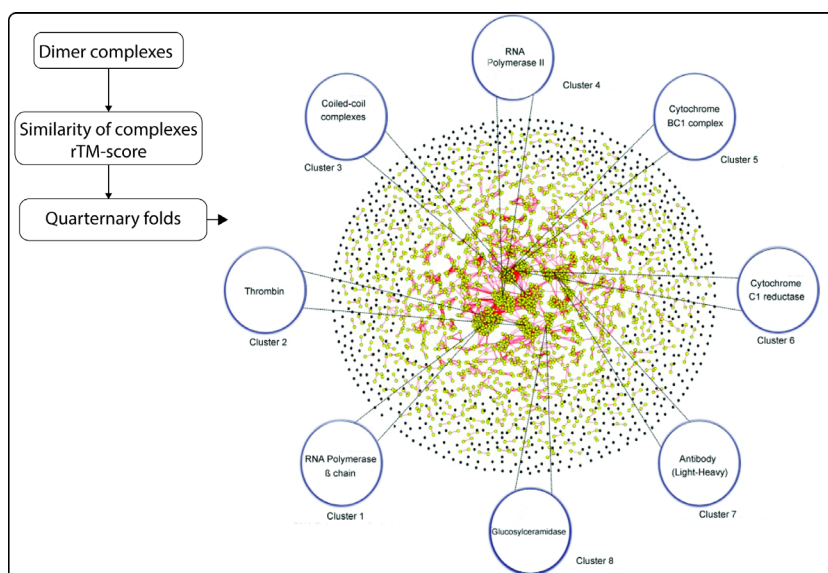 Dimer complexes
Similarity of complexes
rTM-score
Quarternary folds
RNA
Polymerase II
Cluster 4
Coiled-coil
complexes
Cluster 3
Cytochrome
BC1 complex
Cluster 5
Thrombin
Cluster 2
Cytochrome
C1 reductase
Cluster 6
RNA Polymerase
ß chain
Cluster 1
Antibody
(Light-Heavy)
Cluster 7
Glucosylceramidase
Cluster 8